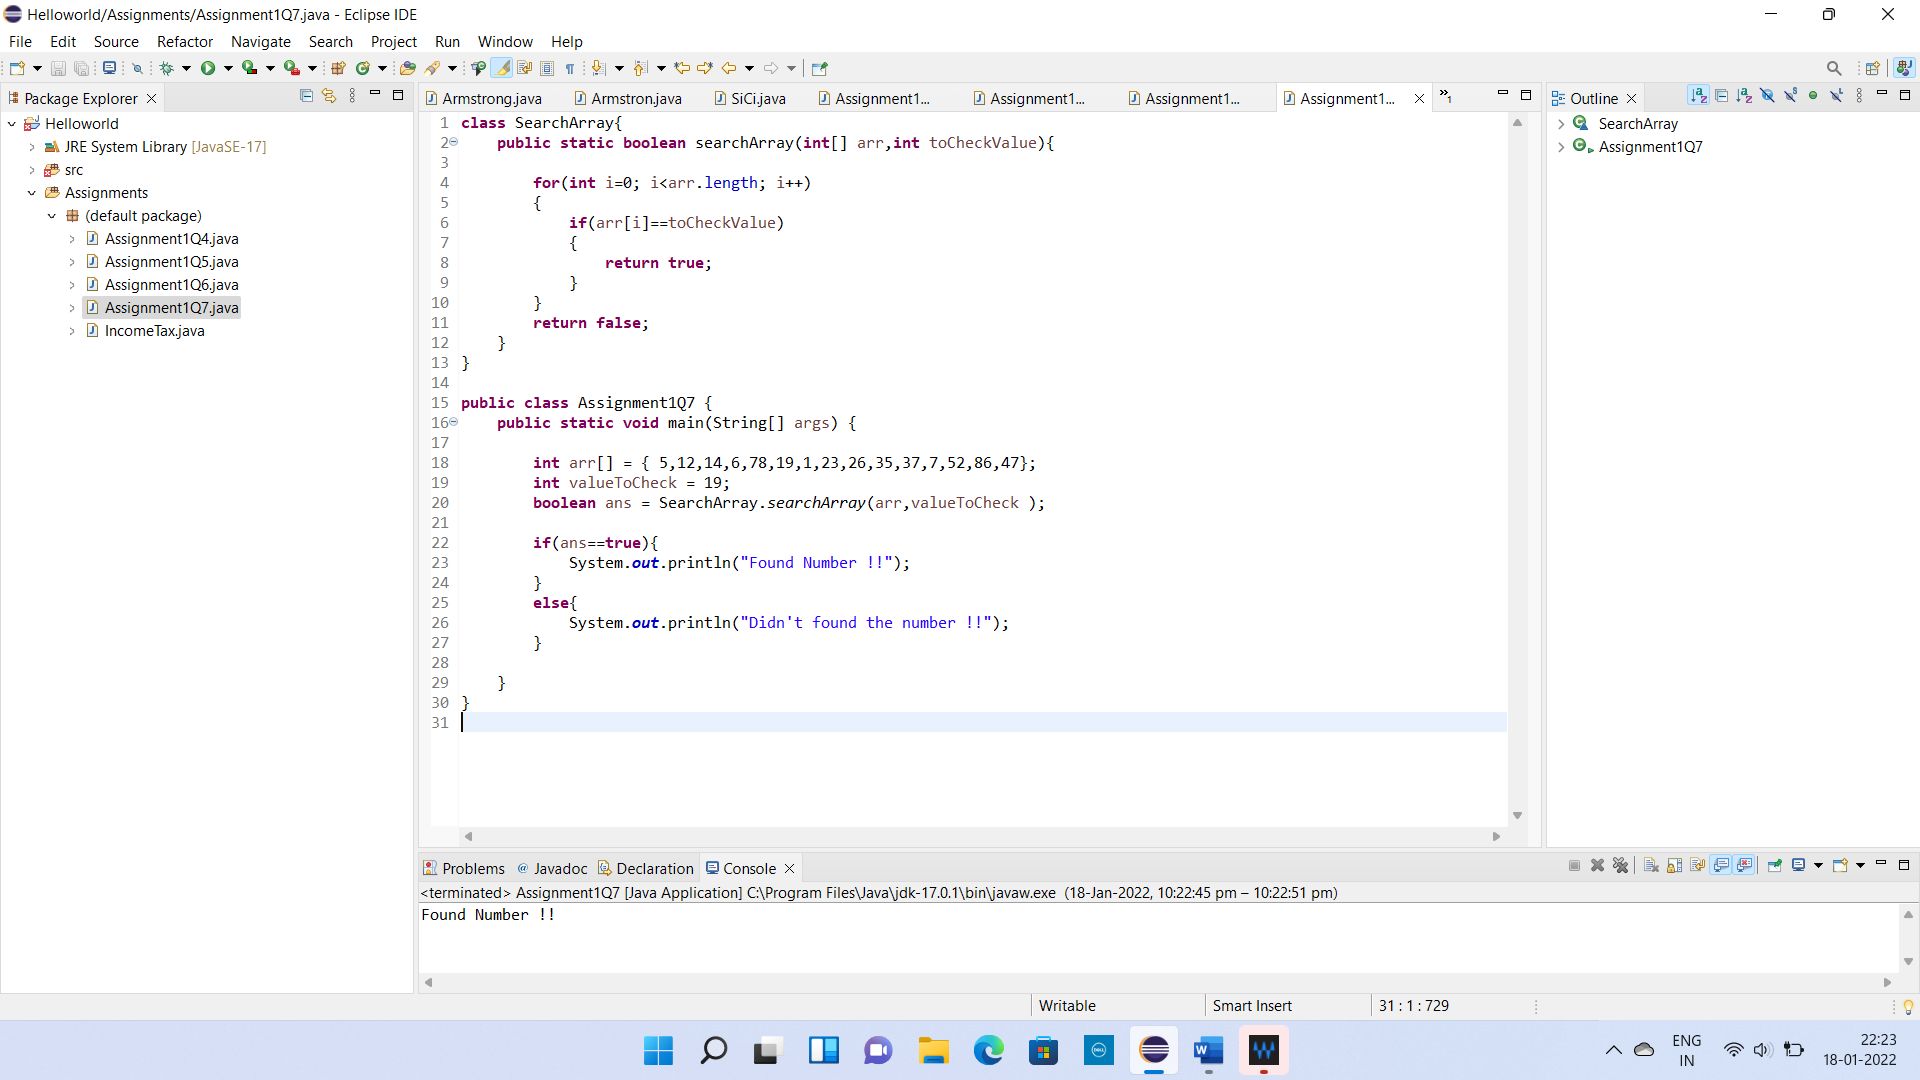 Helloworld/Assignments/Assignment1Q7.java - Eclipse IDE
File Edit Source Refactor Navigate Search Project Run Window Help
Package Explorer
Helloworld
JRE System Library [JavaSE-17]
src
Assignments
(default package)
Assignment1Q4.java
Assignment1Q5.java
Assignment1Q6.java
Assignment1Q7.java
IncomeTax.java
Armstrong.java Armstron.java SiCi.java Assignment1... Assignment1... Assignment1... Assignment1... »1
1 class SearchArray{
2 public static boolean searchArray(int[] arr,int toCheckValue){
3
4 for(int i=0; i<arr.length; i++)
5 {
6 if(arr[i]==toCheckValue)
7 {
8 return true;
9 }
10 }
11 return false;
12 }
13 }
14
15 public class Assignment1Q7 {
16 public static void main(String[] args) {
17
18 int arr[] = { 5,12,14,6,78,19,1,23,26,35,37,7,52,86,47};
19 int valueToCheck = 19;
20 boolean ans = SearchArray.searchArray(arr,valueToCheck );
21
22 if(ans==true){
23 System.out.println("Found Number !!");
24 }
25 else{
26 System.out.println("Didn't found the number !!");
27 }
28
29 }
30 }
31
Outline
SearchArray
Assignment1Q7
Problems @ Javadoc Declaration Console
<terminated> Assignment1Q7 [Java Application] C:\Program Files\Java\jdk-17.0.1\bin\javaw.exe (18-Jan-2022, 10:22:45 pm – 10:22:51 pm)
Found Number !!
Writable Smart Insert 31 : 1 : 729
ENG
IN
22:23
18-01-2022